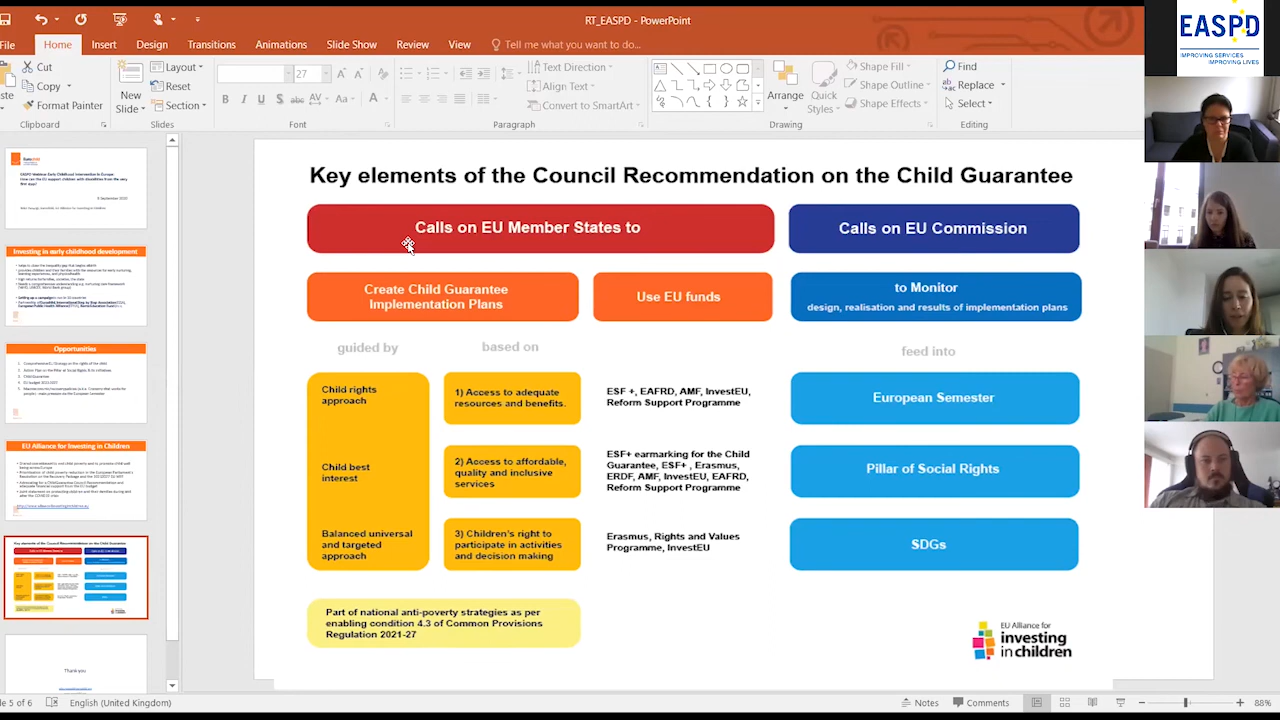 RT_EASPD - PowerPoint
File
Home
Insert
Design
Transitions
Animations
Slide Show
Review
View
Tell me what you want to do...
Cut
Copy
Format Painter
Clipboard
New
Slide
Layout
Reset
Section
Slides
27
Font
Text Direction
Align Text
Convert to SmartArt
Paragraph
Arrange
Quick
Styles
Shape Fill
Shape Outline
Shape Effects
Drawing
Find
Replace
Select
Editing
EASPD
IMPROVING SERVICES
IMPROVING LIVES
Investing in early childhood development
Opportunities
EU Alliance for Investing in Children
Thank you
Key elements of the Council Recommendation on the Child Guarantee
Calls on EU Member States to
Calls on EU Commission
Create Child Guarantee
Implementation Plans
Use EU funds
to Monitor
design, realisation and results of implementation plans
guided by
based on
feed into
Child rights
approach
1) Access to adequate
resources and benefits.
ESF +, EAFRD, AMF, InvestEU,
Reform Support Programme
European Semester
Child best
interest
2) Access to affordable,
quality and inclusive
services
ESF+ earmarking for the Child
Guarantee, ESF+ , Erasmus,
ERDF, AMF, InvestEU, EAFRD,
Reform Support Programme
Pillar of Social Rights
Balanced universal
and targeted
approach
3) Children's right to
participate in activities
and decision making
Erasmus, Rights and Values
Programme, InvestEU
SDGs
Part of national anti-poverty strategies as per
enabling condition 4.3 of Common Provisions
Regulation 2021-27
EU Alliance for
investing
in children
5 of 6
English (United Kingdom)
Notes
Comments
88%